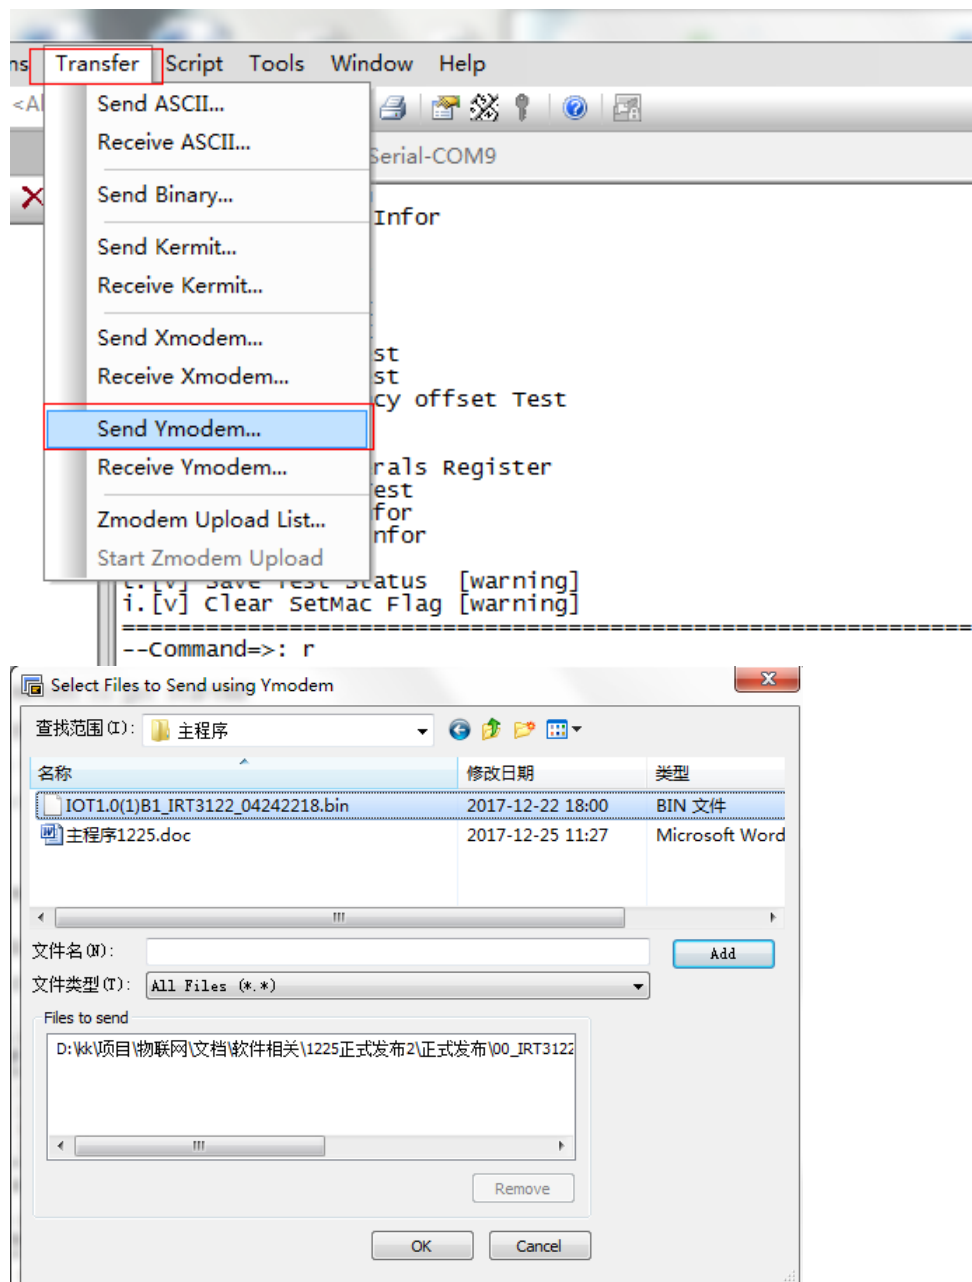 ns Transfer Script Tools Window Help
<Al
Send ASCII...
Receive ASCII...
Serial-COM9
Send Binary...
Infor
Send Kermit...
Receive Kermit...
Send Xmodem...
st
Receive Xmodem...
st
cy offset Test
Send Ymodem...
Receive Ymodem...
rals Register
est
Zmodem Upload List...
for
nfor
Start Zmodem Upload
t.[v] Save Test Status [warning]
i.[v] Clear SetMac Flag [warning]
--Command=>: r
Select Files to Send using Ymodem
查找范围(I): 主程序
名称 修改日期 类型
IOT1.0(1)B1_IRT3122_04242218.bin 2017-12-22 18:00 BIN 文件
主程序1225.doc 2017-12-25 11:27 Microsoft Word
文件名(N): Add
文件类型(T): All Files (*.*)
Files to send
D:\kk\项目\物联网\文档\软件相关\1225正式发布2\正式发布\00_IRT3122
Remove
OK Cancel